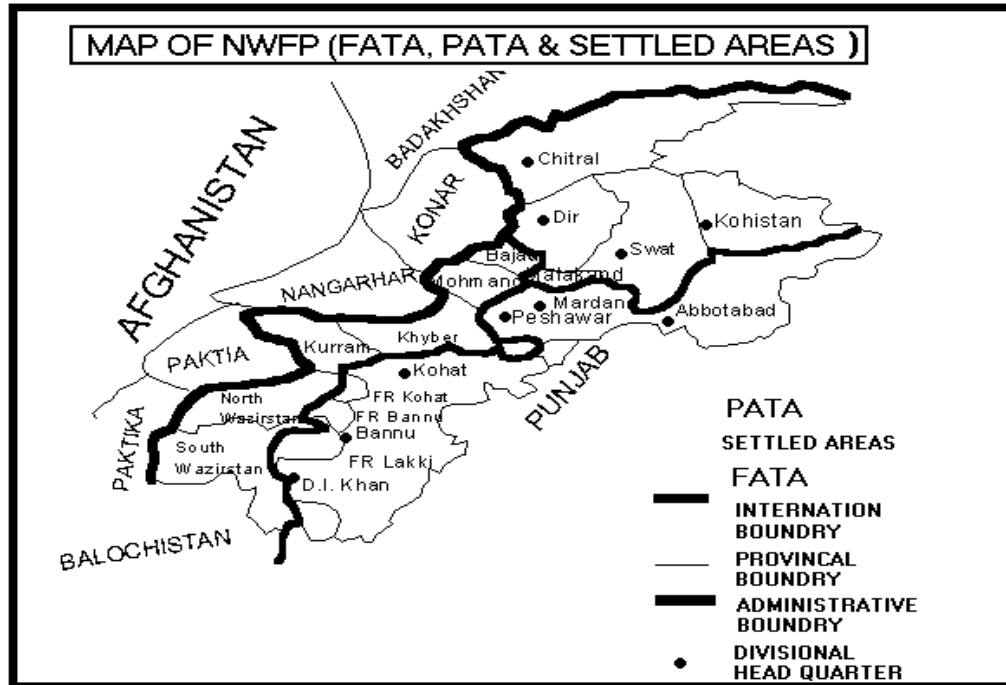 MAP OF NWFP (FATA, PATA & SETTLED AREAS )
BADAKHSHAN
AFGHANISTAN
Chitral
KONAR
Dir
Kohistan
Swat
Bajau
NANGARHAR
Mohmand
Malakand
Mardan
Peshawar
Abbotabad
PAKTIA
Kurram
Khyber
Kohat
PUNJAB
FR Kohat
North
Wazirstan
FR Bannu
Bannu
PAKTIKA
South
Wazirstan
FR Lakki
D.I. Khan
BALOCHISTAN
PATA
SETTLED AREAS
FATA
INTERNATION
BOUNDRY
PROVINCAL
BOUNDRY
ADMINISTRATIVE
BOUNDRY
DIVISIONAL
HEAD QUARTER